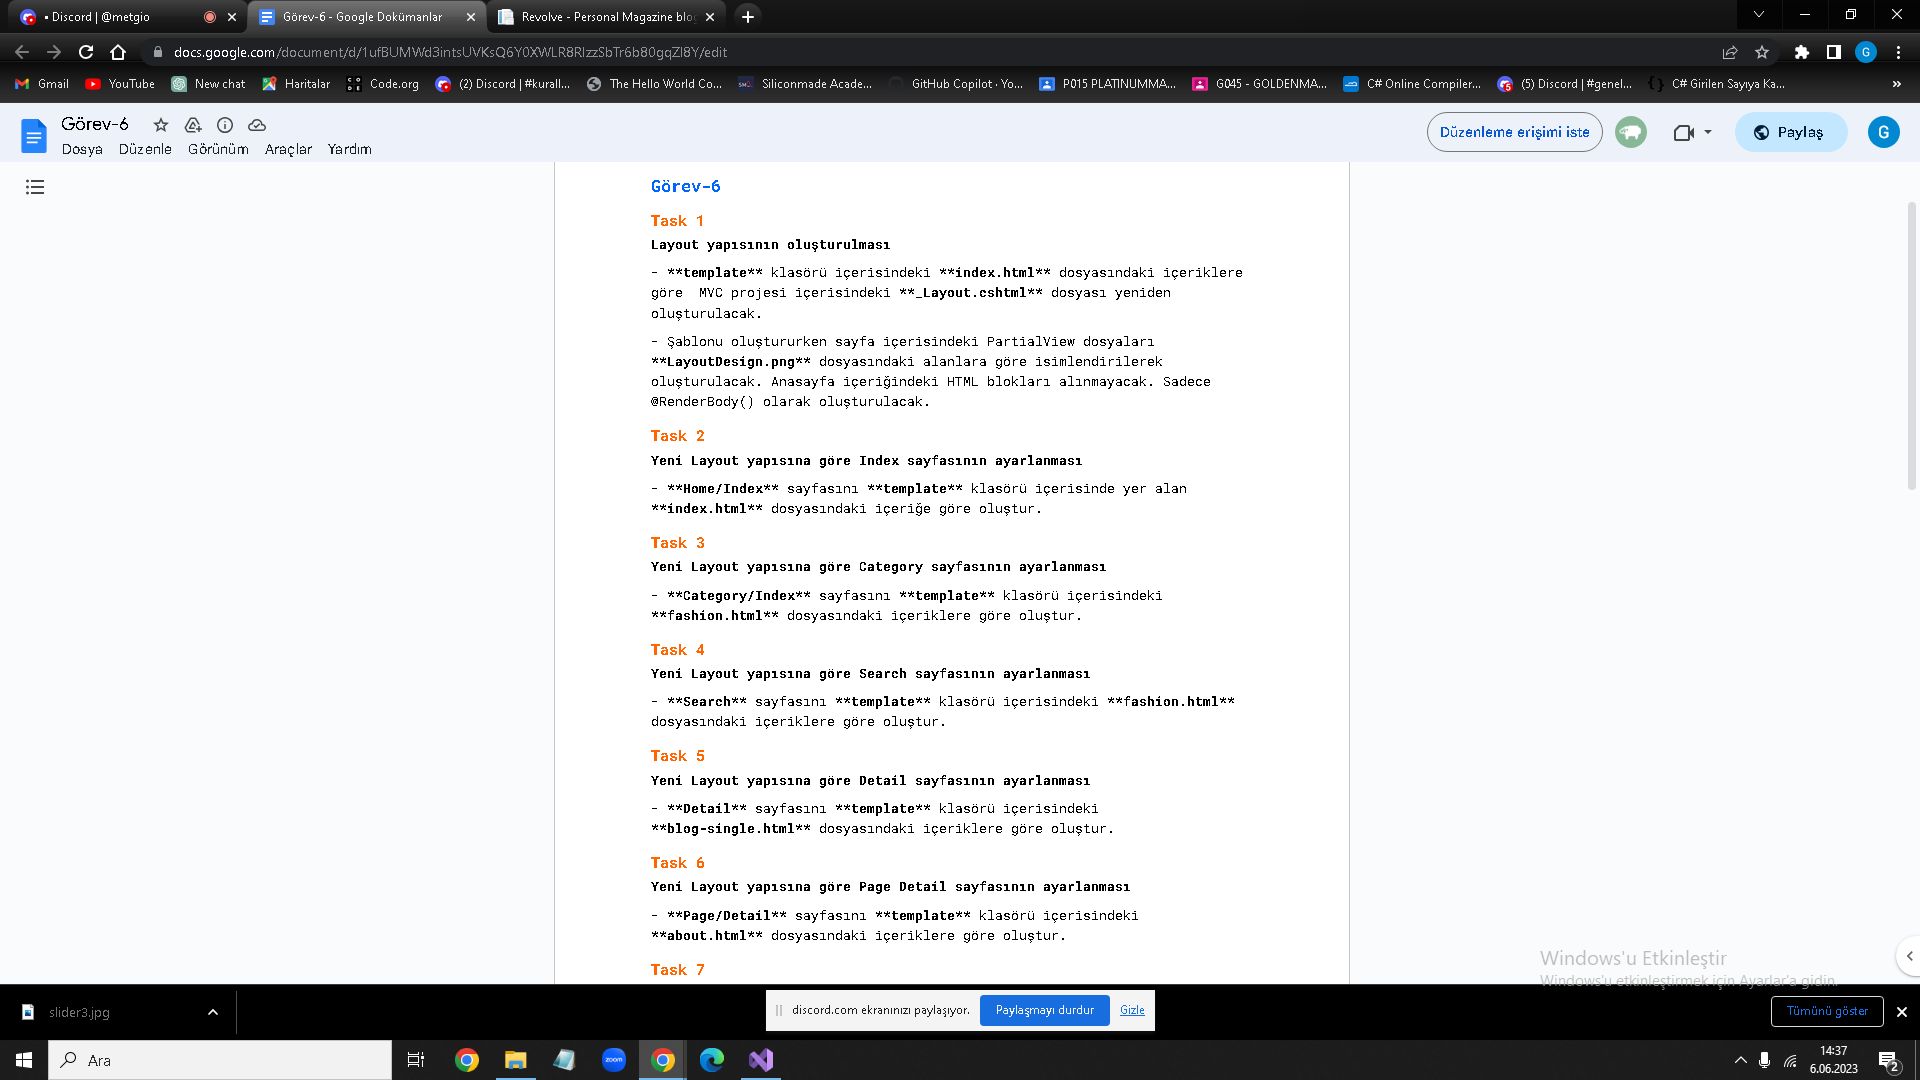 • Discord | @metgio
Görev-6 - Google Dokümanlar
Revolve - Personal Magazine blog
docs.google.com/document/d/1ufBUMWd3intsUVKsQ6Y0XWLR8RlzzSbTr6b80gqZI8Y/edit
G
Gmail
YouTube
New chat
Haritalar
Code.org
(2) Discord | #kurall...
The Hello World Co...
Siliconmade Acade...
GitHub Copilot · Yo...
P015 PLATINUMMA...
G045 - GOLDENMA...
C# Online Compiler...
(5) Discord | #genel...
C# Girilen Sayıya Ka...
»
Görev-6
Dosya Düzenle Görünüm Araçlar Yardım
Düzenleme erişimi iste
Paylaş
G
Görev-6
Task 1
Layout yapısının oluşturulması
- **template** klasörü içerisindeki **index.html** dosyasındaki içeriklere
göre MVC projesi içerisindeki **_Layout.cshtml** dosyası yeniden
oluşturulacak.
- Şablonu oluştururken sayfa içerisindeki PartialView dosyaları
**LayoutDesign.png** dosyasındaki alanlara göre isimlendirilerek
oluşturulacak. Anasayfa içeriğindeki HTML blokları alınmayacak. Sadece
@RenderBody() olarak oluşturulacak.
Task 2
Yeni Layout yapısına göre Index sayfasının ayarlanması
- **Home/Index** sayfasını **template** klasörü içerisinde yer alan
**index.html** dosyasındaki içeriğe göre oluştur.
Task 3
Yeni Layout yapısına göre Category sayfasının ayarlanması
- **Category/Index** sayfasını **template** klasörü içerisindeki
**fashion.html** dosyasındaki içeriklere göre oluştur.
Task 4
Yeni Layout yapısına göre Search sayfasının ayarlanması
- **Search** sayfasını **template** klasörü içerisindeki **fashion.html**
dosyasındaki içeriklere göre oluştur.
Task 5
Yeni Layout yapısına göre Detail sayfasının ayarlanması
- **Detail** sayfasını **template** klasörü içerisindeki
**blog-single.html** dosyasındaki içeriklere göre oluştur.
Task 6
Yeni Layout yapısına göre Page Detail sayfasının ayarlanması
- **Page/Detail** sayfasını **template** klasörü içerisindeki
**about.html** dosyasındaki içeriklere göre oluştur.
Task 7
Windows'u Etkinleştir
Windows'u etkinleştirmek için Ayarlar'a gidin.
slider3.jpg
discord.com ekranınızı paylaşıyor.
Paylaşmayı durdur
Gizle
Tümünü göster
Ara
zoom
14:37
6.06.2023
2